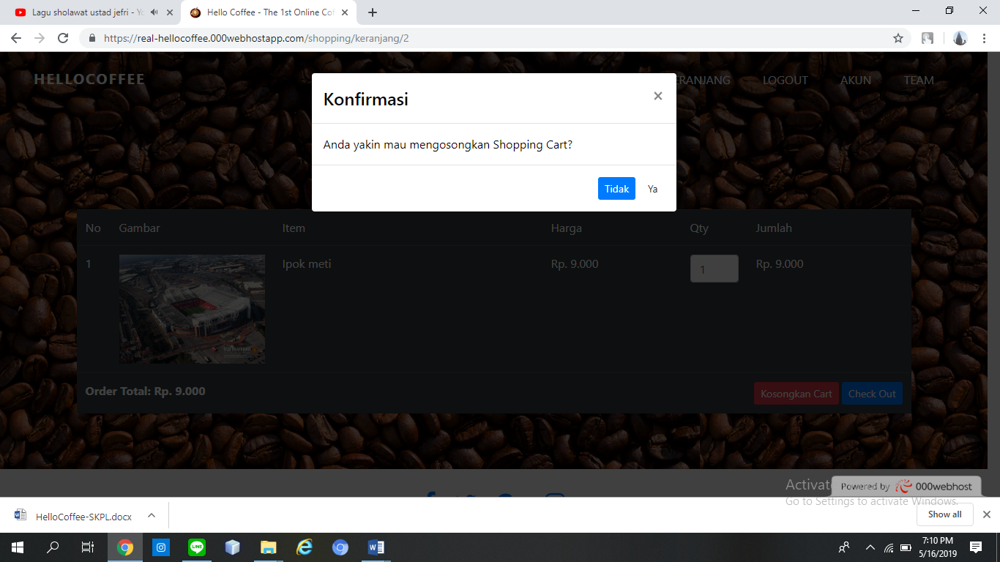 Lagu sholawat ustad jefri - Yo
Hello Coffee - The 1st Online Cof
https://real-hellocoffee.000webhostapp.com/shopping/keranjang/2
HELLOCOFFEE
ERANJANG LOGOUT AKUN TEAM
Konfirmasi ×
Anda yakin mau mengosongkan Shopping Cart?
Tidak Ya
No Gambar Item Harga Qty Jumlah
1 Ipok meti Rp. 9.000 1 Rp. 9.000
Order Total: Rp. 9.000 Kosongkan Cart Check Out
Activat
Powered by 000webhost
Go to Settings to activate Windows.
HelloCoffee-SKPL.docx
Show all
LINE
7:10 PM
5/16/2019